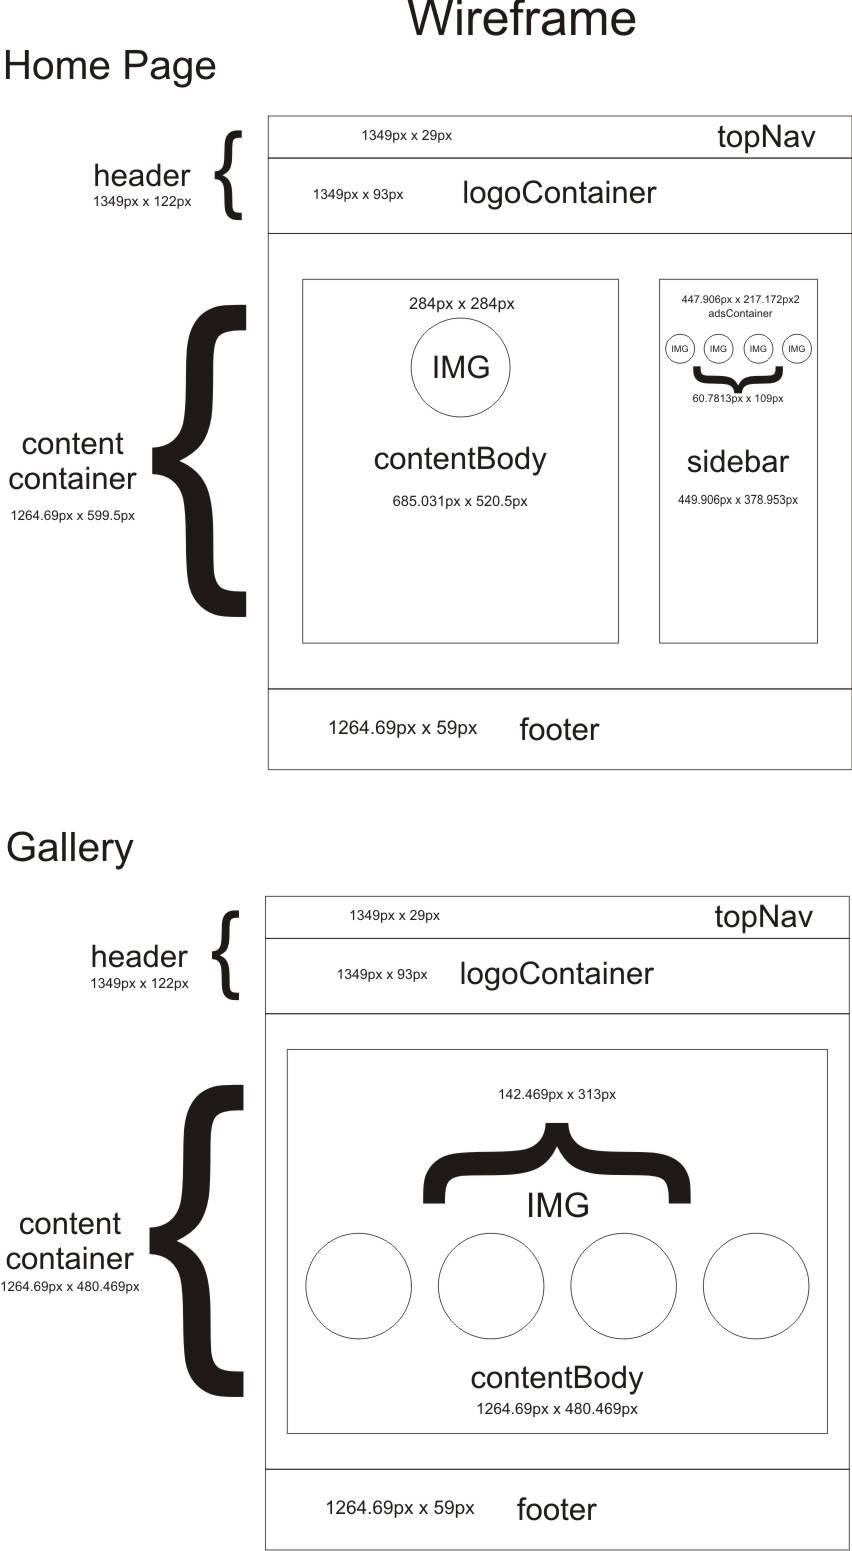 Wireframe
Home Page
1349px x 29px
topNav
header
1349px x 122px
1349px x 93px
logoContainer
284px x 284px
IMG
447.906px x 217.172px2
adsContainer
IMG
IMG
IMG
IMG
60.7813px x 109px
content
container
1264.69px x 599.5px
contentBody
685.031px x 520.5px
sidebar
449.906px x 378.953px
1264.69px x 59px
footer
Gallery
1349px x 29px
topNav
header
1349px x 122px
1349px x 93px
logoContainer
142.469px x 313px
IMG
content
container
1264.69px x 480.469px
contentBody
1264.69px x 480.469px
1264.69px x 59px
footer